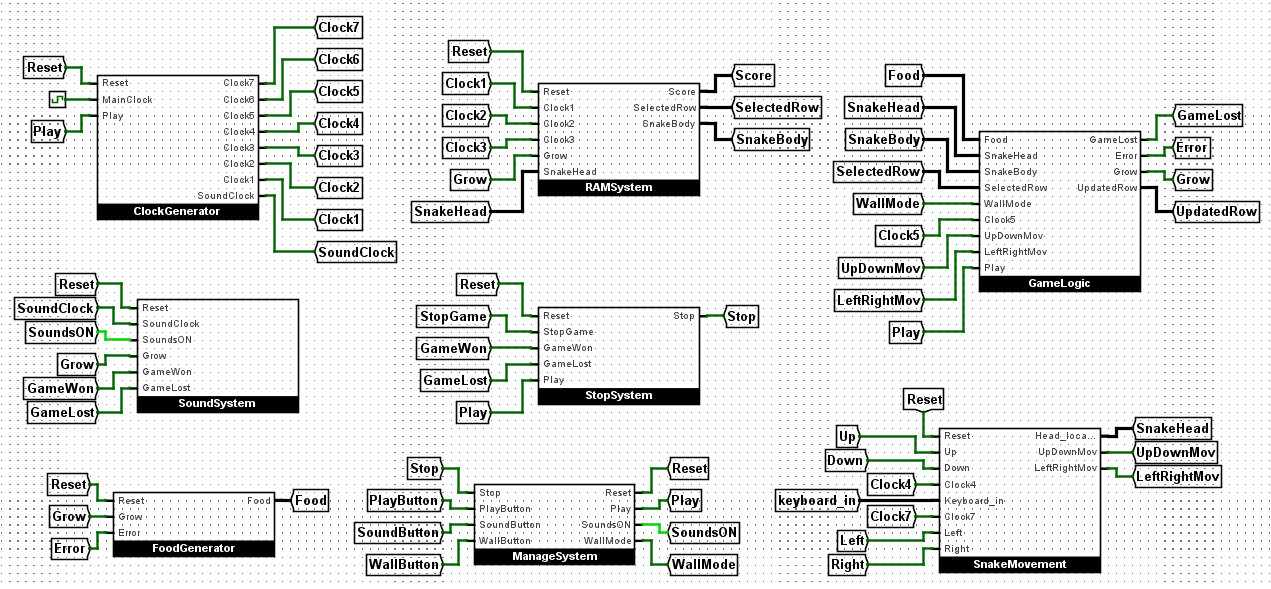 Reset
Play
Reset
MainClock
Play
Clock7
Clock6
Clock5
Clock4
Clock3
Clock2
Clock1
SoundClock
ClockGenerator
Clock7
Clock6
Clock5
Clock4
Clock3
Clock2
Clock1
SoundClock
Reset
Clock1
Clock2
Clock3
Grow
SnakeHead
Reset
Clock1
Clock2
Clock3
Grow
SnakeHead
Score
SelectedRow
SnakeBody
RAMSystem
Score
SelectedRow
SnakeBody
Food
SnakeHead
SnakeBody
SelectedRow
WallMode
Clock5
UpDownMov
LeftRightMov
Play
Food
SnakeHead
SnakeBody
SelectedRow
WallMode
Clock5
UpDownMov
LeftRightMov
Play
GameLost
Error
Grow
UpdatedRow
GameLogic
GameLost
Error
Grow
UpdatedRow
Reset
SoundClock
SoundsON
Grow
GameWon
GameLost
Reset
SoundClock
SoundsON
Grow
GameWon
GameLost
SoundSystem
Reset
StopGame
GameWon
GameLost
Play
Reset
StopGame
GameWon
GameLost
Play
Stop
StopSystem
Stop
Reset
Grow
Error
Reset
Grow
Error
Food
FoodGenerator
Food
Stop
PlayButton
SoundButton
WallButton
Stop
PlayButton
SoundButton
WallButton
Reset
Play
SoundsON
WallMode
ManageSystem
Reset
Play
SoundsON
WallMode
Reset
Up
Down
Clock4
keyboard_in
Clock7
Left
Right
Reset
Up
Down
Clock4
Keyboard_in
Clock7
Left
Right
Head_loca...
UpDownMov
LeftRightMov
SnakeMovement
SnakeHead
UpDownMov
LeftRightMov